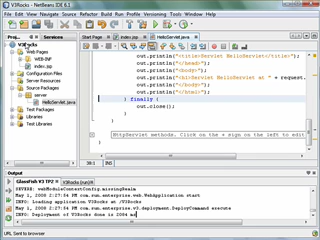 V3Rocks - NetBeans IDE 6.1
File Edit View Navigate Source Refactor Build Run Profile Versioning Tools Window Help
Start Page index.jsp HelloServlet.java
V3Rocks
Web Pages
WEB-INF
index.jsp
Configuration Files
Server Resources
Source Packages
server
HelloServlet.java
Test Packages
Libraries
Test Libraries
out.println("<title>Servlet HelloServlet</title>");
out.println("</head>");
out.println("<body>");
out.println("<h1>Servlet HelloServlet at " + request.
out.println("</body>");
out.println("</html>");
} finally {
out.close();
}
HttpServlet methods. Click on the + sign on the left to edit
INS
GlassFish V3 TP2 V3Rocks (run)
SEVERE: webModuleContextConfig.missingRealm
May 1, 2008 2:27:54 PM com.sun.enterprise.web.WebApplication start
INFO: Loading application V3Rocks at /V3Rocks
May 1, 2008 2:27:54 PM com.sun.enterprise.v3.deployment.DeployCommand execute
INFO: Deployment of V3Rocks done is 2084 ms
URL Sent to browser